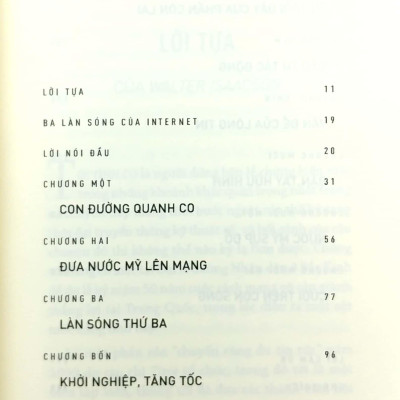 LỜI TỰA 11
BA LÀN SÓNG CỦA INTERNET 19
LỜI NÓI ĐẦU 20
CHƯƠNG MỘT 31
CON ĐƯỜNG QUANH CO
CHƯƠNG HAI 56
ĐƯA NƯỚC MỸ LÊN MẠNG
CHƯƠNG BA 77
LÀN SÓNG THỨ BA
CHƯƠNG BỐN 96
KHỞI NGHIỆP, TĂNG TỐC